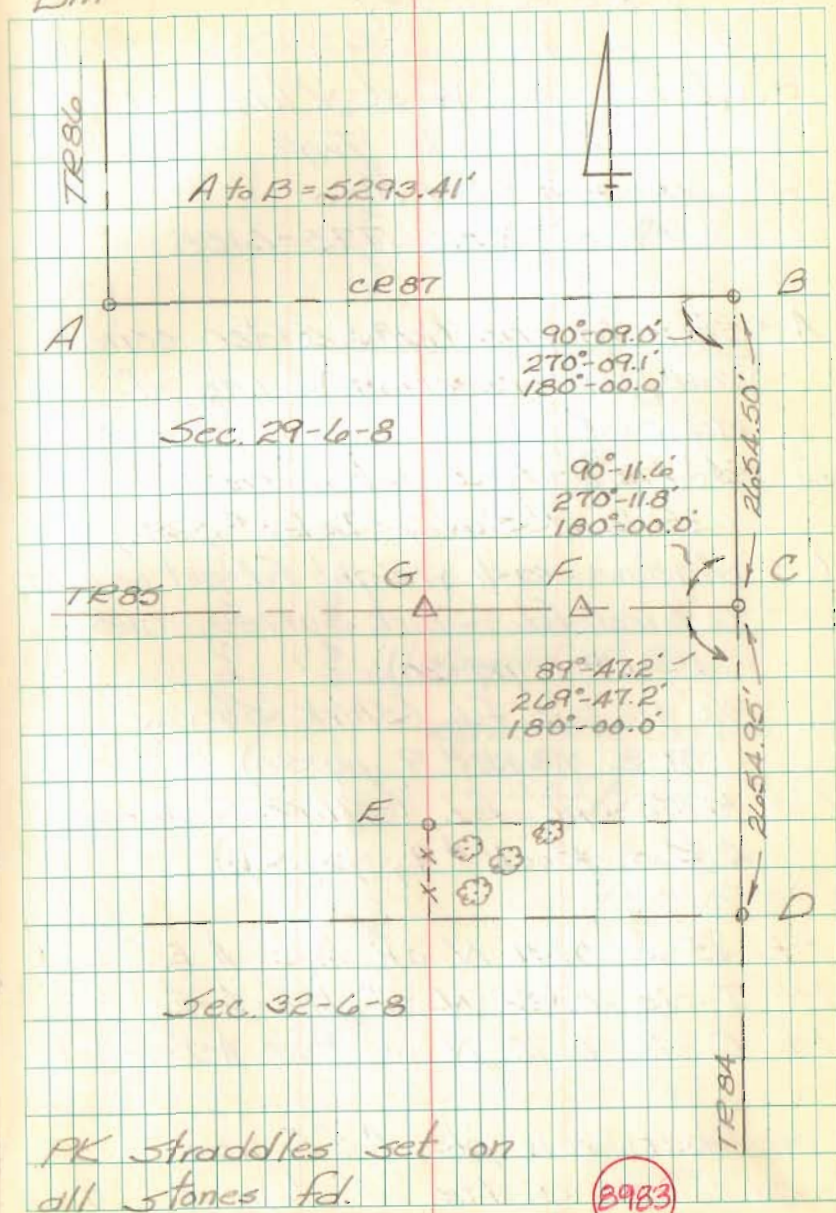 TR86
A to B = 5293.41'
CR87
A
B
90°-09.0'
270°-09.1'
180°-00.0'
2654.50'
Sec. 29-6-8
90°-11.6'
270°-11.8'
180°-00.0'
TR85
G
F
C
89°-47.2'
269°-47.2'
180°-00.0'
2654.95'
E
D
Sec. 32-6-8
TR84
PK straddles set on
all stones fd.
8983